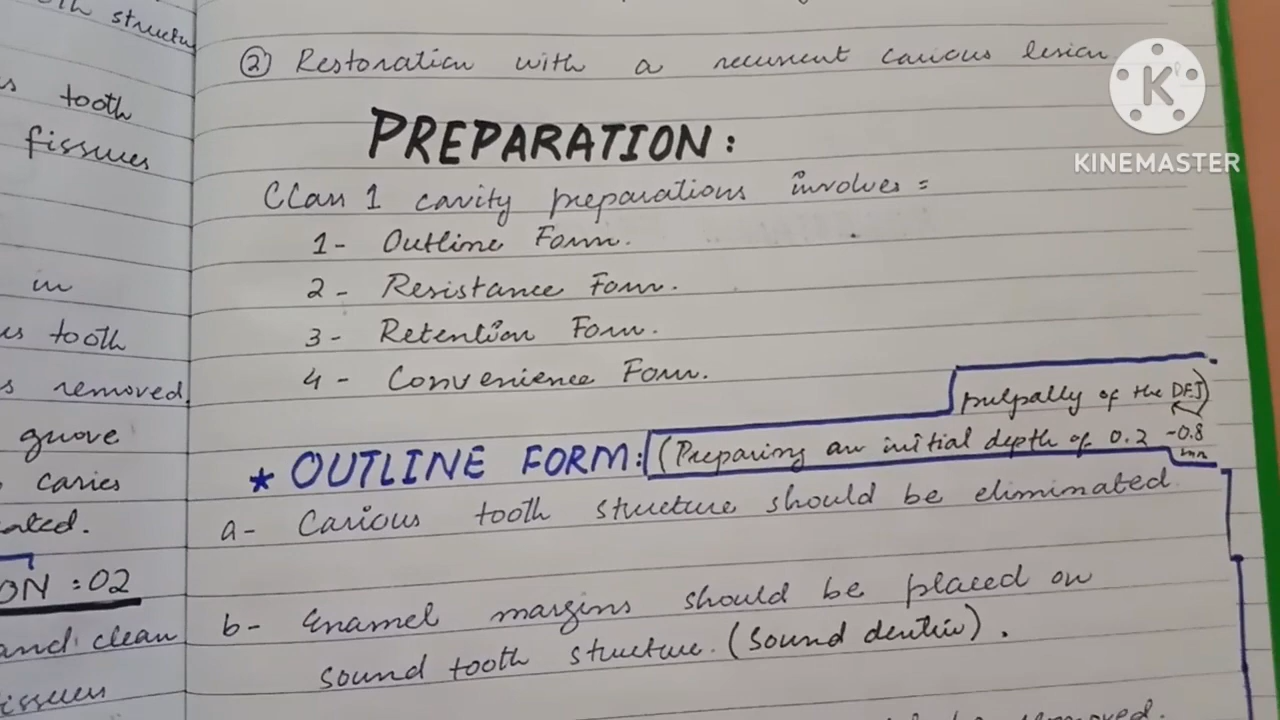 structu
tooth
fissures
in
tooth
removed
groove
caries
ON :02
and clean
② Restoration with a recurrent carious lesion
K
KINEMASTER
PREPARATION:
Class 1 cavity preparations involves =
1- Outline Form.
2- Resistance Form.
3- Retention Form.
4- Convenience Form.
pulpally of the DEJ)
★ OUTLINE FORM: (Preparing an initial depth of 0.2 -0.8
mm
a- Carious tooth structure should be eliminated
b- Enamel margins should be placed on
sound tooth structure. (Sound dentin).